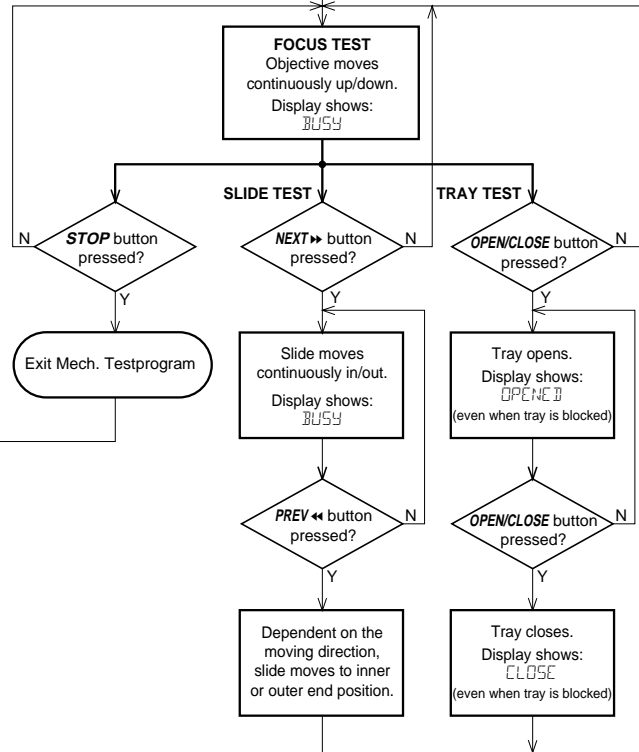 FOCUS TEST
Objective moves
continuously up/down.
Display shows:
BUSY
SLIDE TEST
TRAY TEST
N
STOP button
pressed?
Y
NEXT ▸▸ button
pressed?
N
Y
OPEN/CLOSE button
pressed?
N
Y
Exit Mech. Testprogram
Slide moves
continuously in/out.
Display shows:
BUSY
Tray opens.
Display shows:
OPENED
(even when tray is blocked)
PREV ◂◂ button
pressed?
N
Y
OPEN/CLOSE button
pressed?
N
Y
Dependent on the
moving direction,
slide moves to inner
or outer end position.
Tray closes.
Display shows:
CLOSE
(even when tray is blocked)